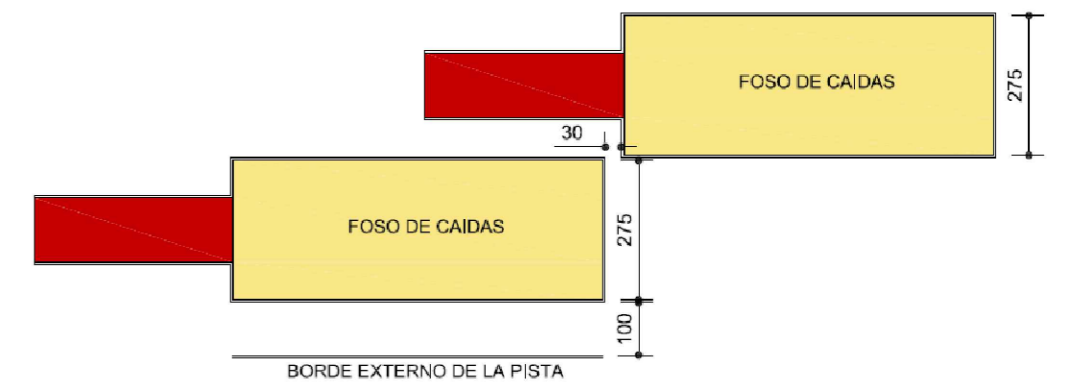 FOSO DE CAIDAS
275
30
FOSO DE CAIDAS
275
100
BORDE EXTERNO DE LA PISTA